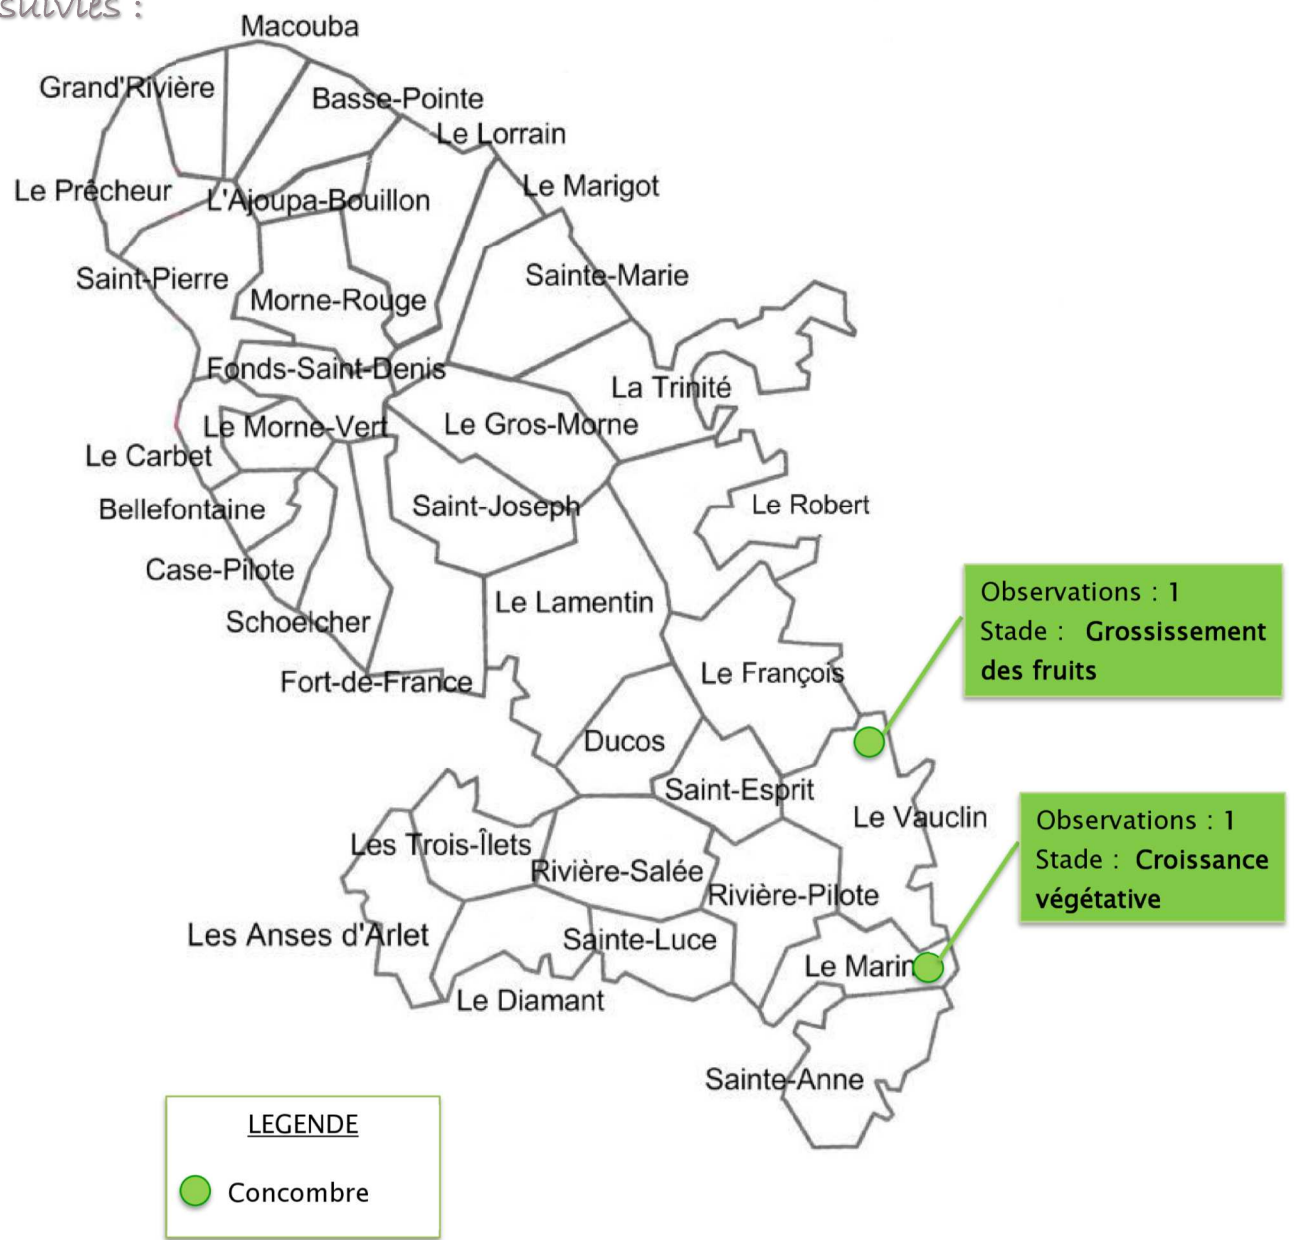 suivies :
Macouba
Grand'Rivière
Basse-Pointe
Le Lorrain
Le Prêcheur
L'Ajoupa-Bouillon
Le Marigot
Saint-Pierre
Sainte-Marie
Morne-Rouge
Fonds-Saint-Denis
La Trinité
Le Morne-Vert
Le Gros-Morne
Le Carbet
Bellefontaine
Saint-Joseph
Le Robert
Case-Pilote
Schoelcher
Le Lamentin
Fort-de-France
Le François
Observations : 1
Stade : Grossissement
des fruits
Ducos
Saint-Esprit
Le Vauclin
Les Trois-Îlets
Rivière-Salée
Rivière-Pilote
Observations : 1
Stade : Croissance
végétative
Les Anses d'Arlet
Sainte-Luce
Le Marin
Le Diamant
Sainte-Anne
LEGENDE
Concombre